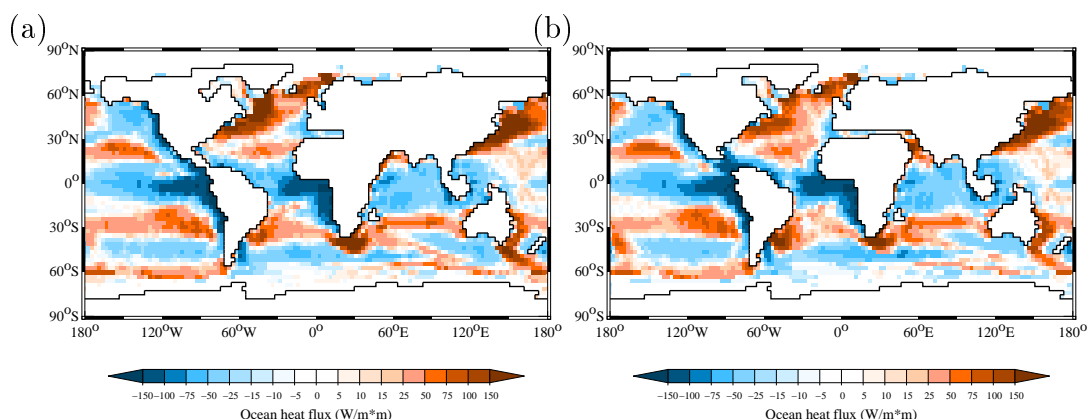 (a) (b)
90°N 90°N
60°N 60°N
30°N 30°N
0° 0°
30°S 30°S
60°S 60°S
90°S 90°S
180° 120°W 60°W 0° 60°E 120°E 180° 180° 120°W 60°W 0° 60°E 120°E 180°
−150 −100 −75 −50 −25 −15 −10 −5 0 5 10 15 25 50 75 100 150
Ocean heat flux (W/m*m)
−150 −100 −75 −50 −25 −15 −10 −5 0 5 10 15 25 50 75 100 150
Ocean heat flux (W/m*m)